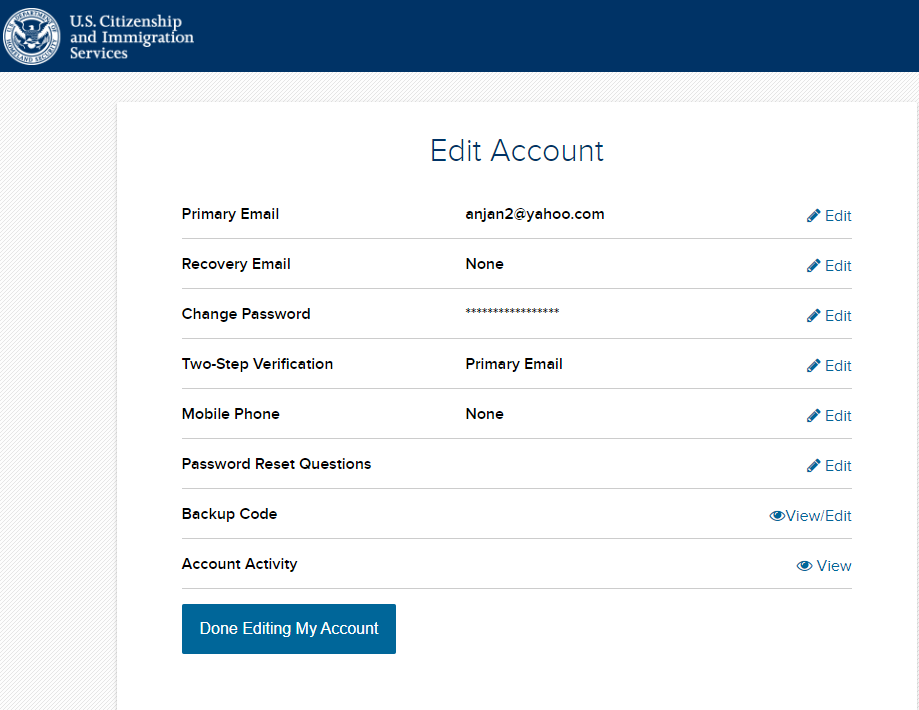 U.S. Citizenship
and Immigration
Services
Edit Account
Primary Email anjan2@yahoo.com Edit
Recovery Email None Edit
Change Password ***************** Edit
Two-Step Verification Primary Email Edit
Mobile Phone None Edit
Password Reset Questions Edit
Backup Code View/Edit
Account Activity View
Done Editing My Account